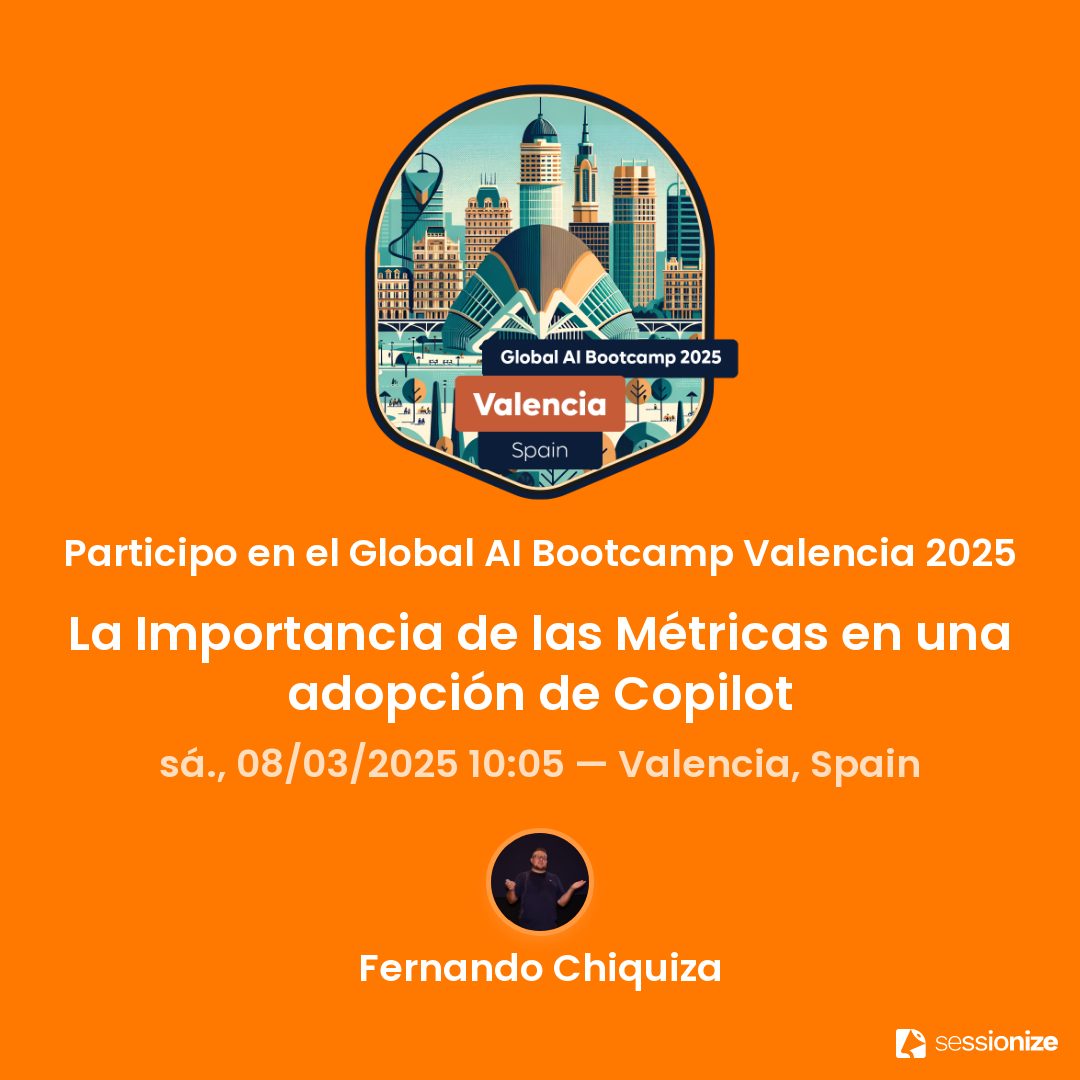 Global AI Bootcamp 2025
Valencia
Spain
Participo en el Global AI Bootcamp Valencia 2025
La Importancia de las Métricas en una
adopción de Copilot
sá., 08/03/2025 10:05 — Valencia, Spain
Fernando Chiquiza
sessionize